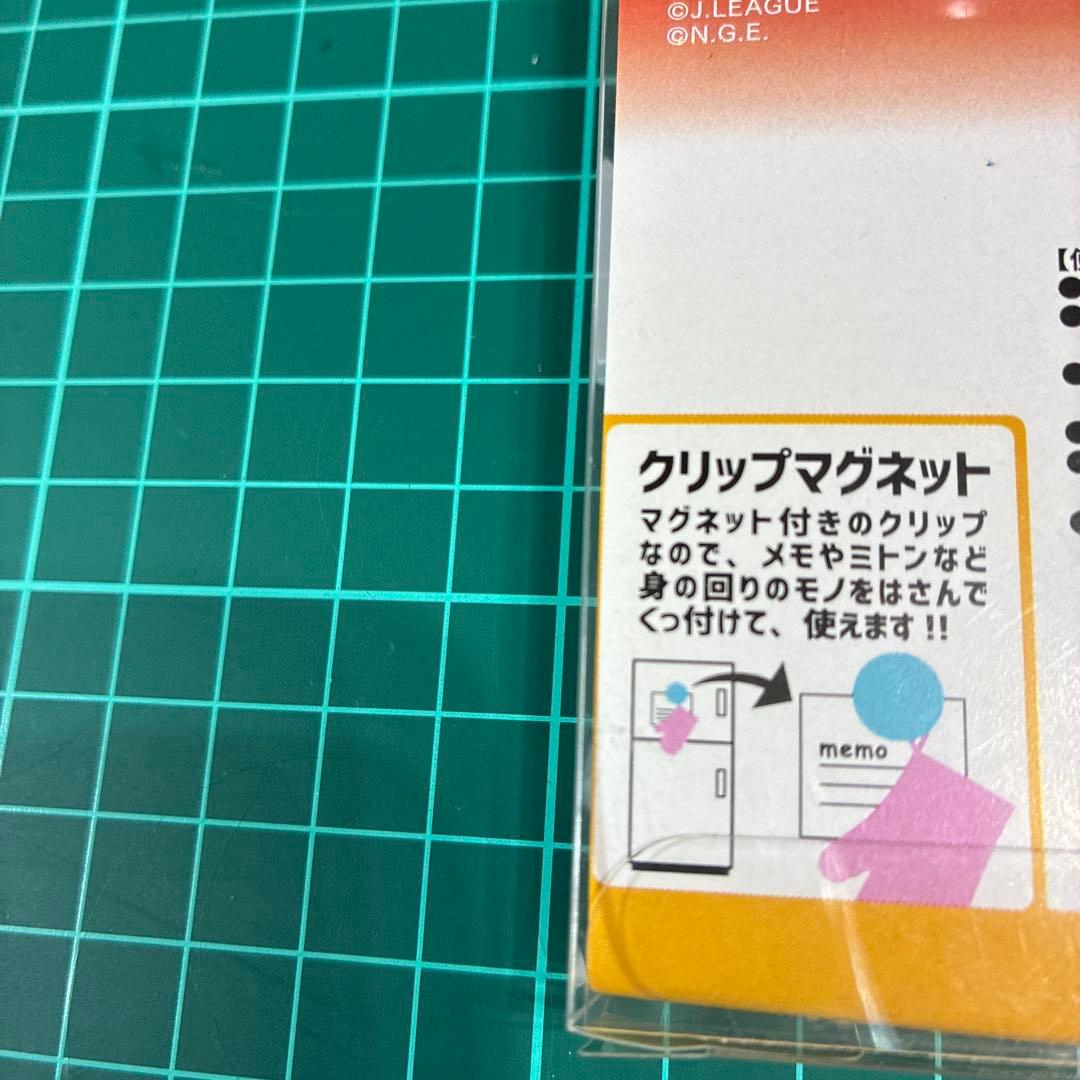 ©J.LEAGUE
©N.G.E.
クリップマグネット
マグネット付きのクリップ
なので、メモやミトンなど
身の回りのモノをはさんで
くっ付けて、使えます!!
memo